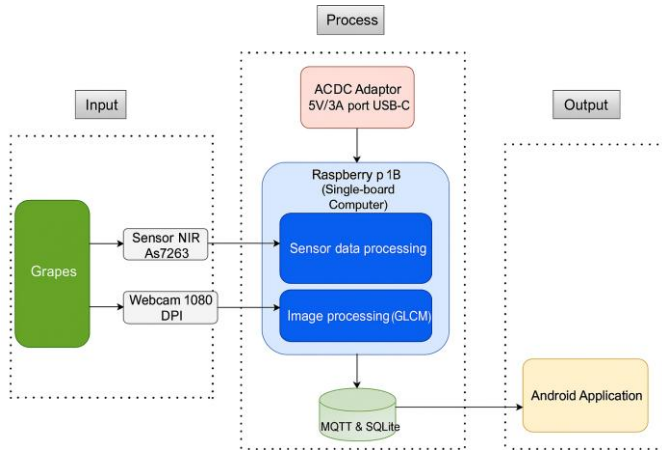 Process
Input
Output
ACDC Adaptor
5V/3A port USB-C
Raspberry p 1B
(Single-board
Computer)
Sensor NIR
As7263
Sensor data processing
Grapes
Webcam 1080
DPI
Image processing(GLCM)
MQTT & SQLite
Android Application